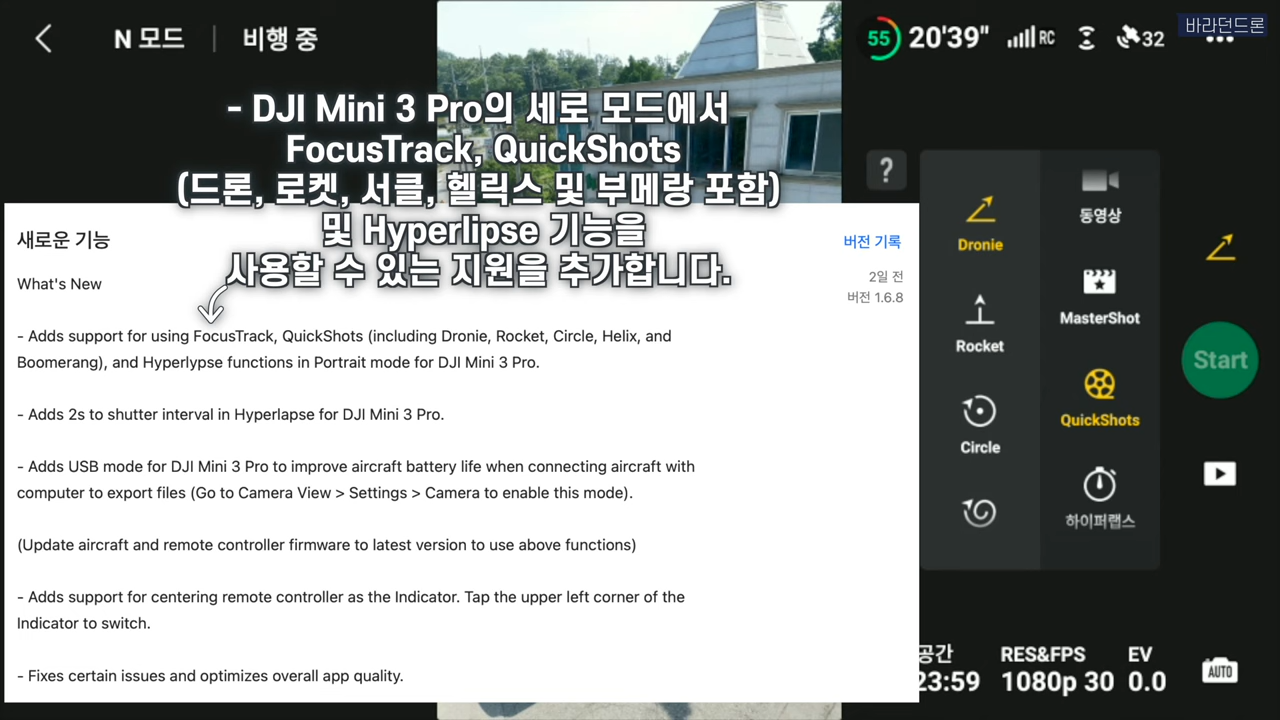 N 모드 | 비행 중
55 20'39" RC 32
바라던드론
- DJI Mini 3 Pro의 세로 모드에서
FocusTrack, QuickShots
(드론, 로켓, 서클, 헬릭스 및 부메랑 포함)
및 Hyperlipse 기능을
사용할 수 있는 지원을 추가합니다.
새로운 기능
버전 기록
What's New
2일 전
버전 1.6.8
- Adds support for using FocusTrack, QuickShots (including Dronie, Rocket, Circle, Helix, and
Boomerang), and Hyperlypse functions in Portrait mode for DJI Mini 3 Pro.
- Adds 2s to shutter interval in Hyperlapse for DJI Mini 3 Pro.
- Adds USB mode for DJI Mini 3 Pro to improve aircraft battery life when connecting aircraft with
computer to export files (Go to Camera View > Settings > Camera to enable this mode).
(Update aircraft and remote controller firmware to latest version to use above functions)
- Adds support for centering remote controller as the Indicator. Tap the upper left corner of the
Indicator to switch.
- Fixes certain issues and optimizes overall app quality.
?
Dronie
Rocket
Circle
동영상
MasterShot
QuickShots
하이퍼랩스
Start
공간 RES&FPS EV
23:59 1080p 30 0.0
AUTO